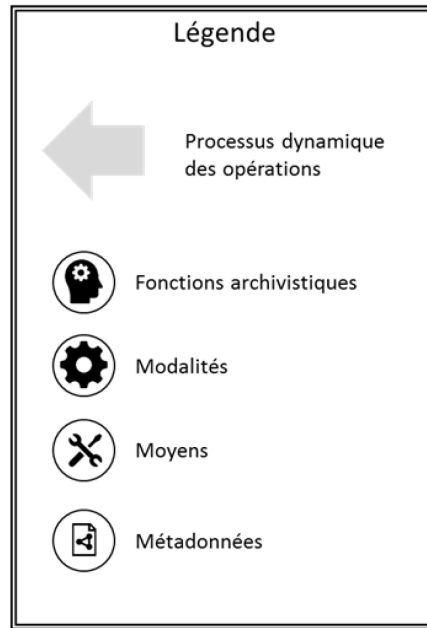 Légende
Processus dynamique
des opérations
Fonctions archivistiques
Modalités
Moyens
Métadonnées